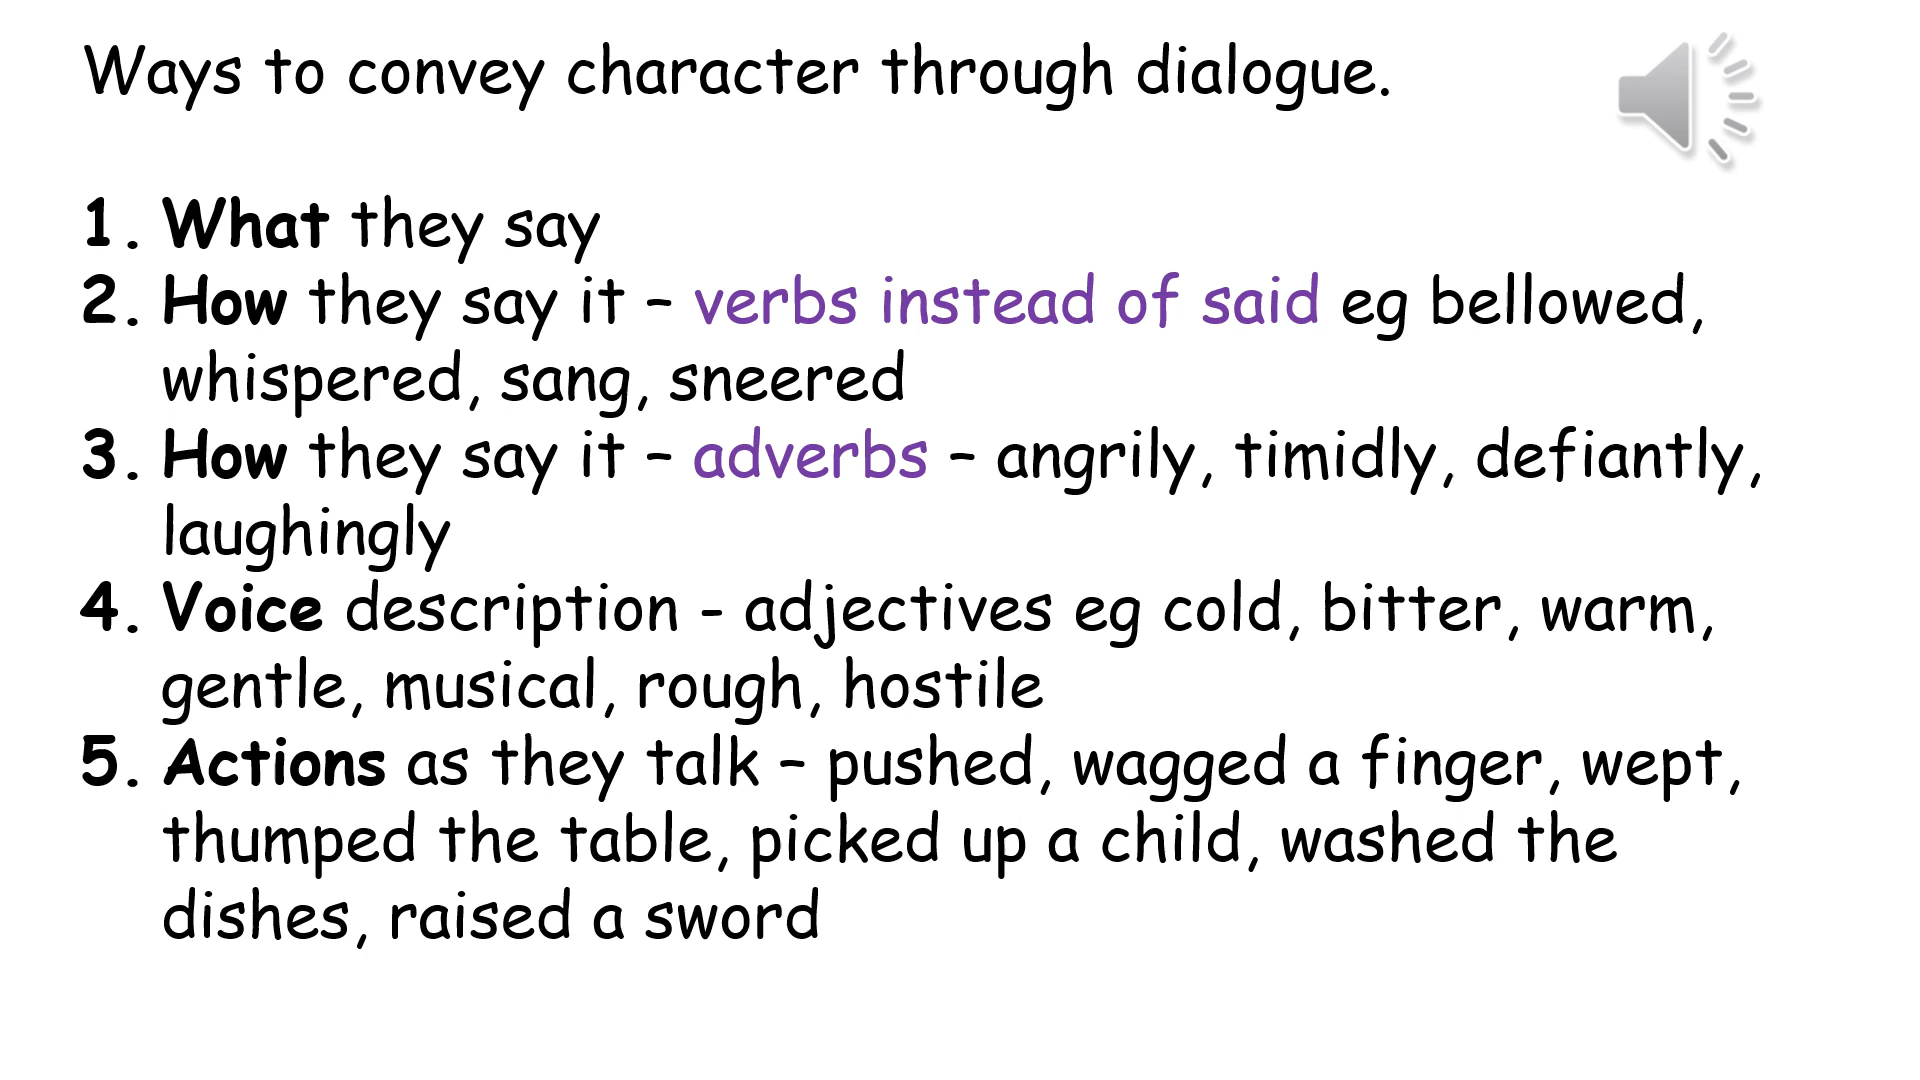 Ways to convey character through dialogue.
1. What they say
2. How they say it – verbs instead of said eg bellowed,
whispered, sang, sneered
3. How they say it – adverbs – angrily, timidly, defiantly,
laughingly
4. Voice description - adjectives eg cold, bitter, warm,
gentle, musical, rough, hostile
5. Actions as they talk – pushed, wagged a finger, wept,
thumped the table, picked up a child, washed the
dishes, raised a sword